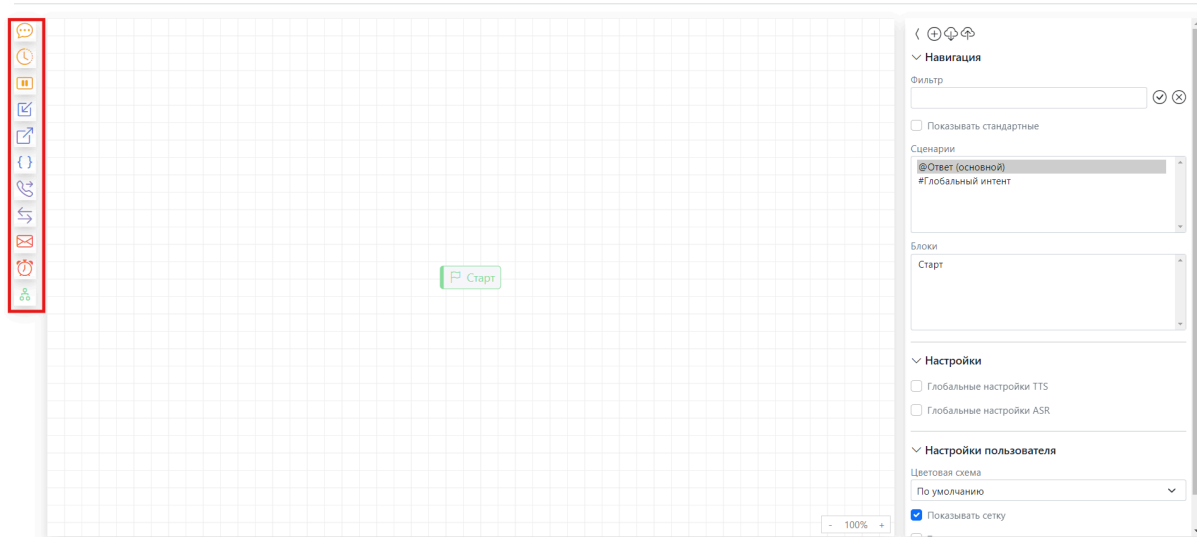 Навигация
Фильтр
Показывать стандартные
Сценарии
@Ответ (основной)
#Глобальный интент
Блоки
Старт
Старт
Настройки
Глобальные настройки TTS
Глобальные настройки ASR
Настройки пользователя
Цветовая схема
По умолчанию
Показывать сетку
- 100% +